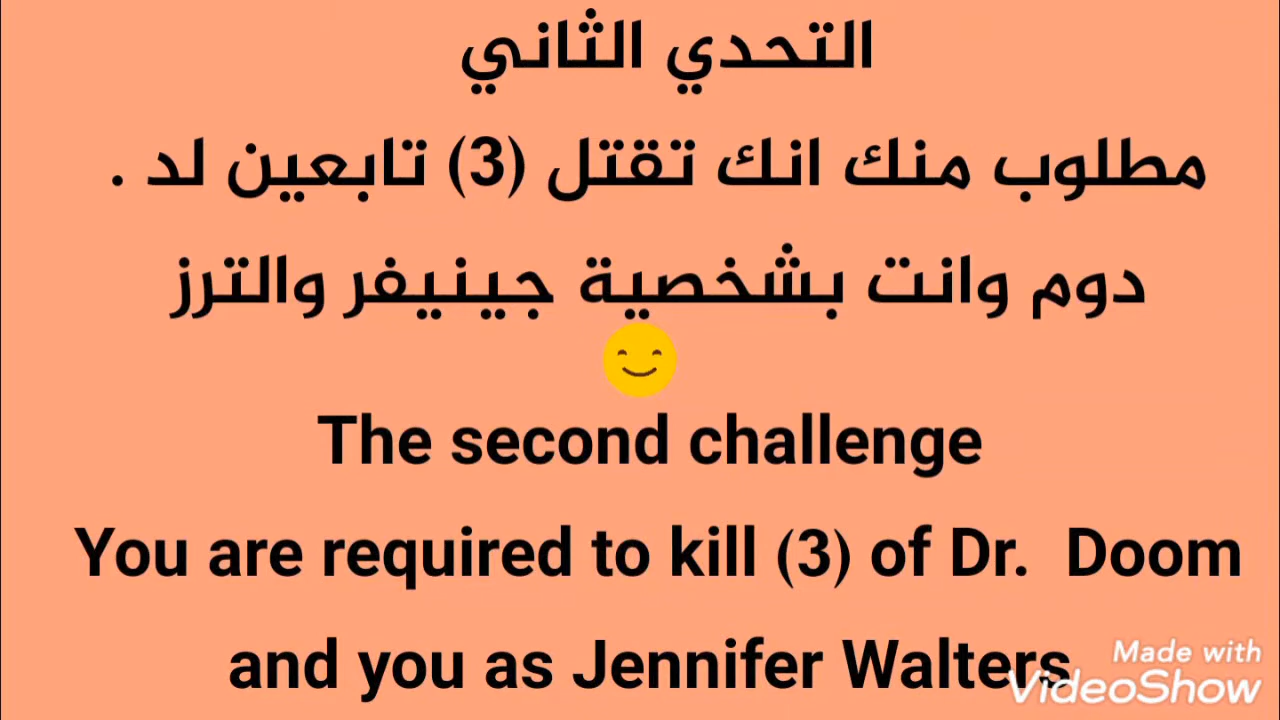 التحدي الثاني
مطلوب منك انك تقتل (3) تابعين لد .
دوم وانت بشخصية جينيفر والترز
😊
The second challenge
You are required to kill (3) of Dr. Doom
and you as Jennifer Walters
Made with
VideoShow